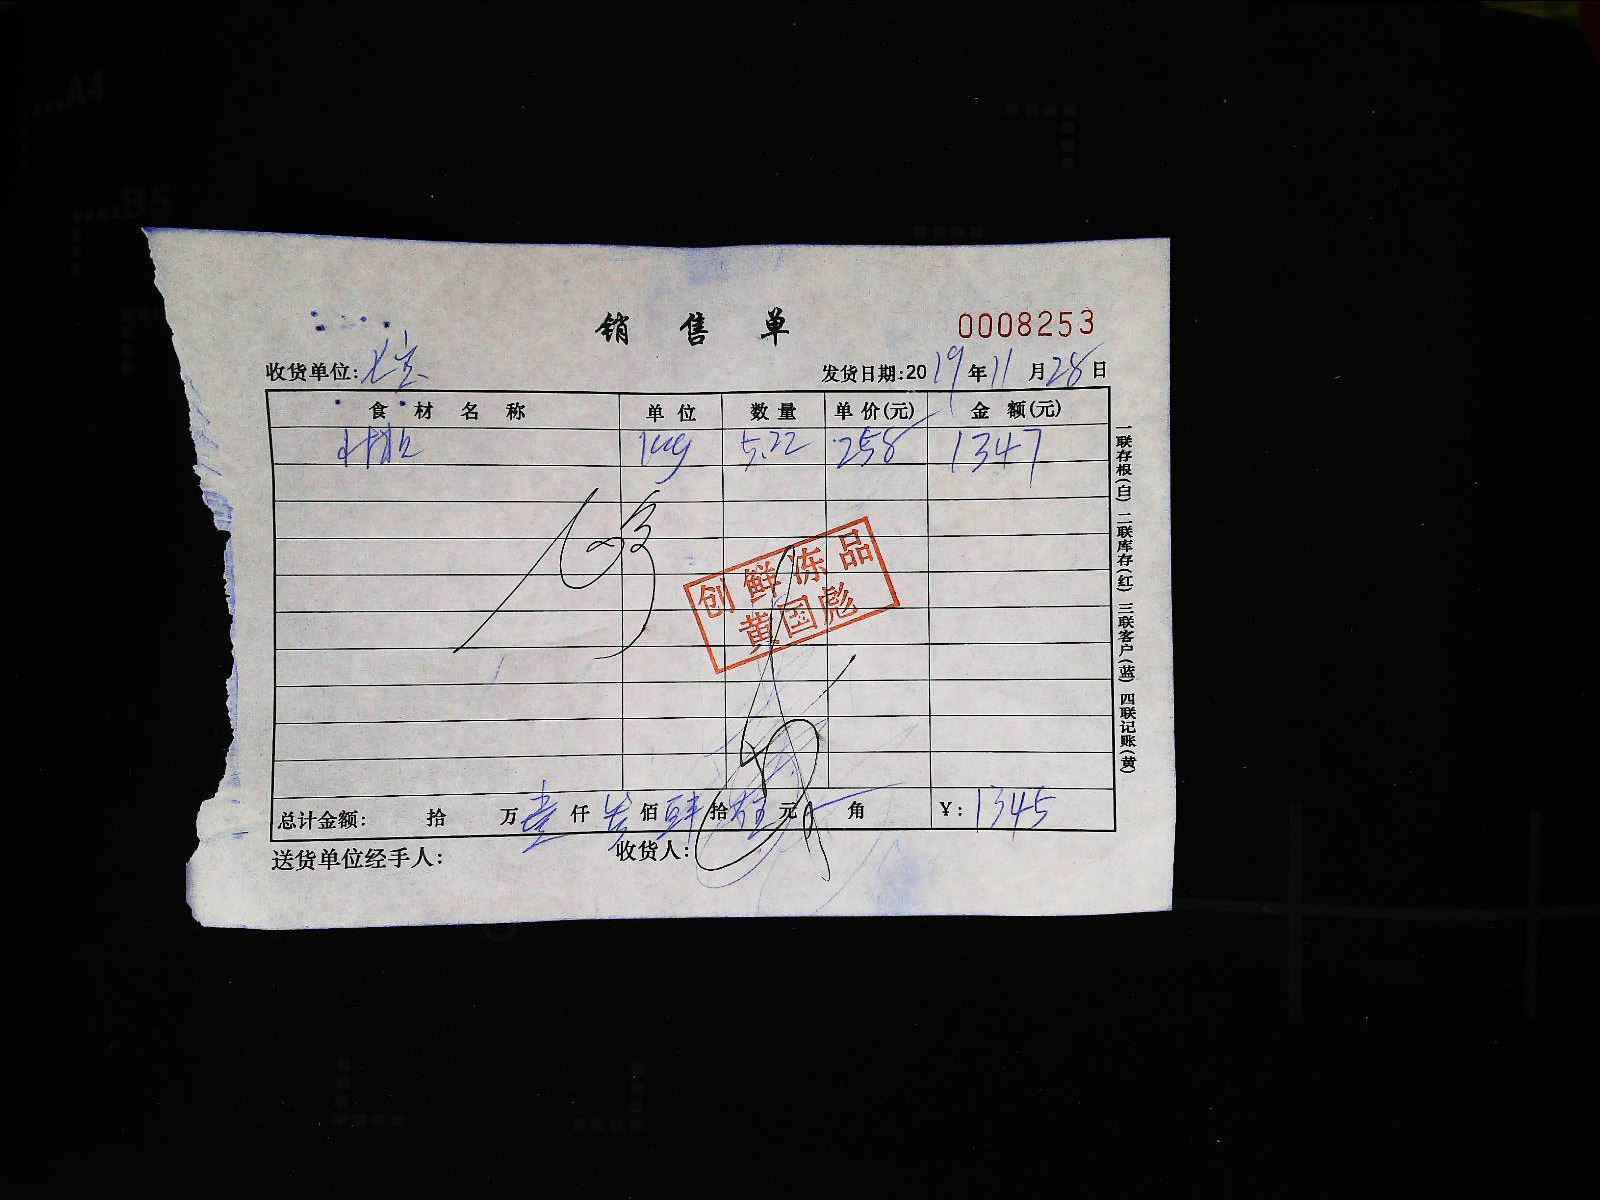 A4
B5
销售单 0008253
收货单位: 发货日期:2019年11月28日
食材名称 单位 数量 单价(元) 金额(元)
kg 5.22 258 1347
创鲜冻品
黄国彪
总计金额: 拾 万壹仟叁佰肆拾伍元 角 ¥:1345
送货单位经手人: 收货人:
一联存根(白) 二联库存(红) 三联客户(蓝) 四联记账(黄)